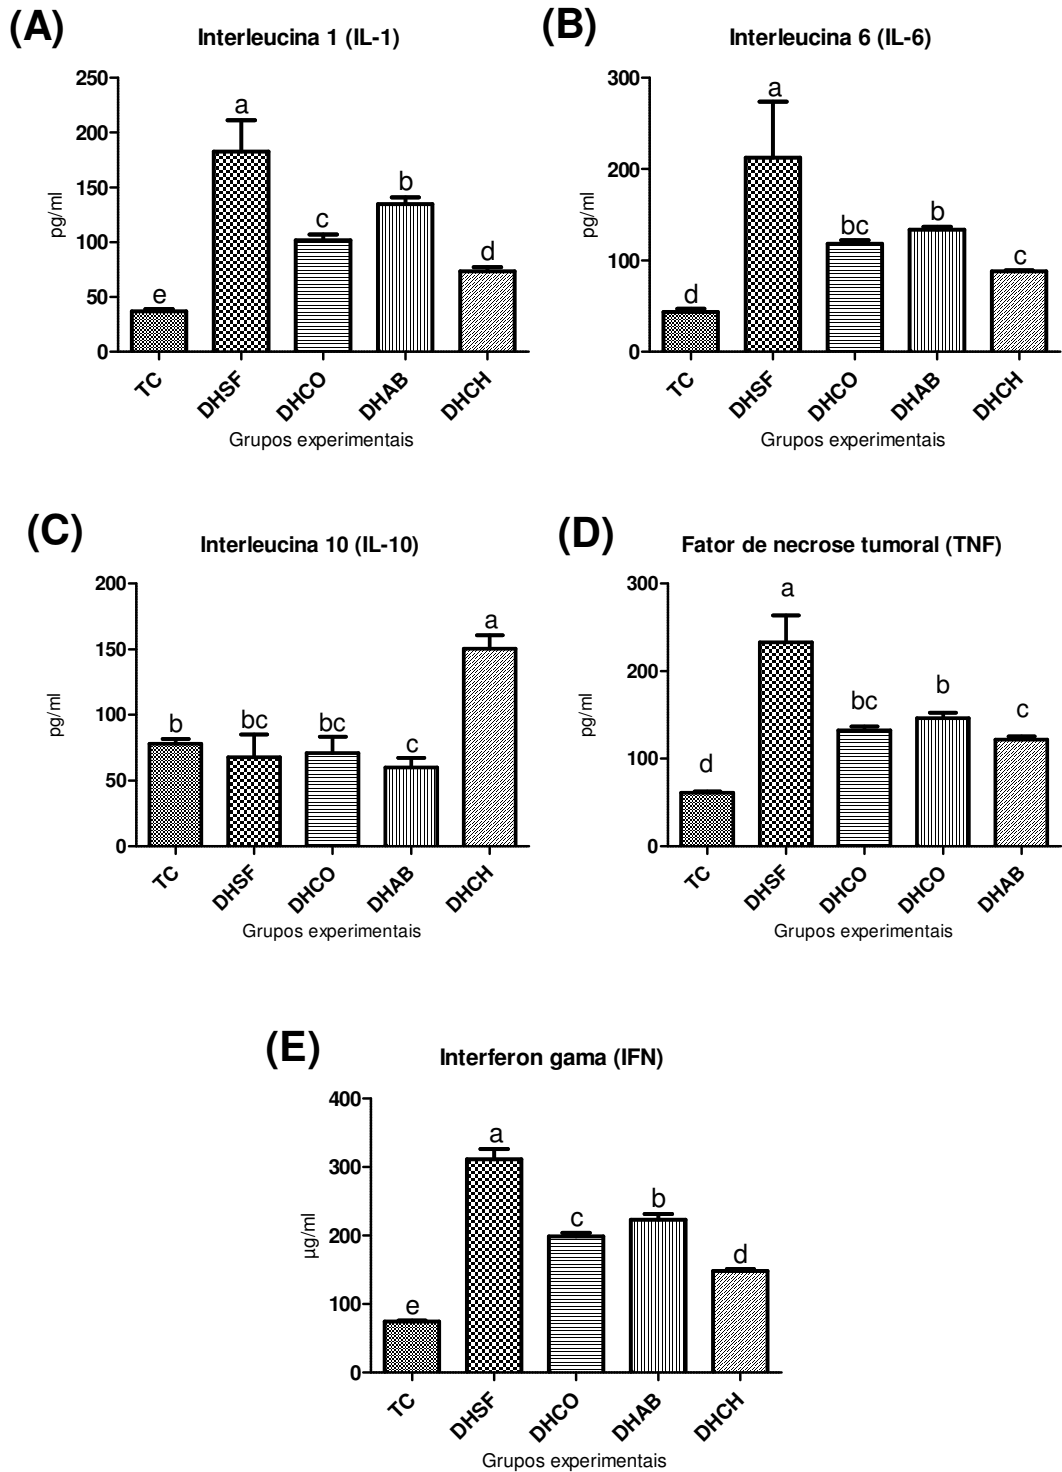 (A)
Interleucina 1 (IL-1)
250
200
150
100
50
0
pg/ml
e
a
c
b
d
TC
DHSF
DHCO
DHAB
DHCH
Grupos experimentais
(B)
Interleucina 6 (IL-6)
300
200
100
0
pg/ml
d
a
bc
b
c
TC
DHSF
DHCO
DHAB
DHCH
Grupos experimentais
(C)
Interleucina 10 (IL-10)
200
150
100
50
0
pg/ml
b
bc
bc
c
a
TC
DHSF
DHCO
DHAB
DHCH
Grupos experimentais
(D)
Fator de necrose tumoral (TNF)
300
200
100
0
pg/ml
d
a
bc
b
c
TC
DHSF
DHCO
DHCO
DHAB
Grupos experimentais
(E)
Interferon gama (IFN)
400
300
200
100
0
µg/ml
e
a
c
b
d
TC
DHSF
DHCO
DHAB
DHCH
Grupos experimentais